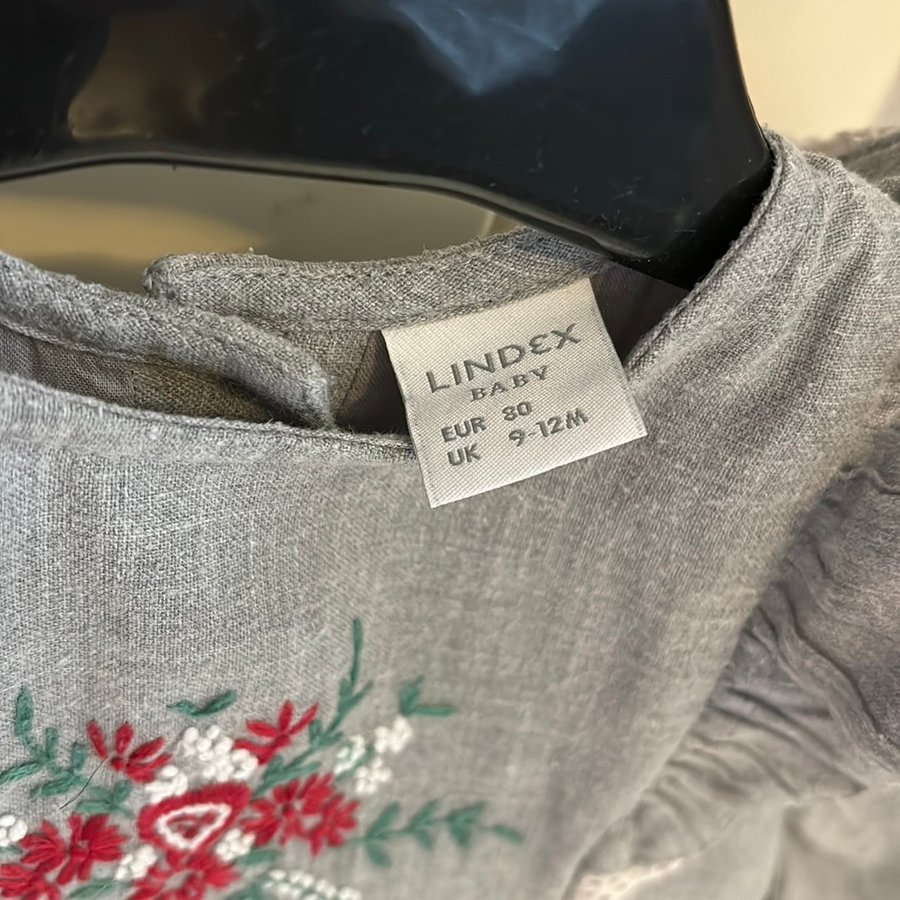 LINDEX
BABY
EUR 80
UK 9-12M